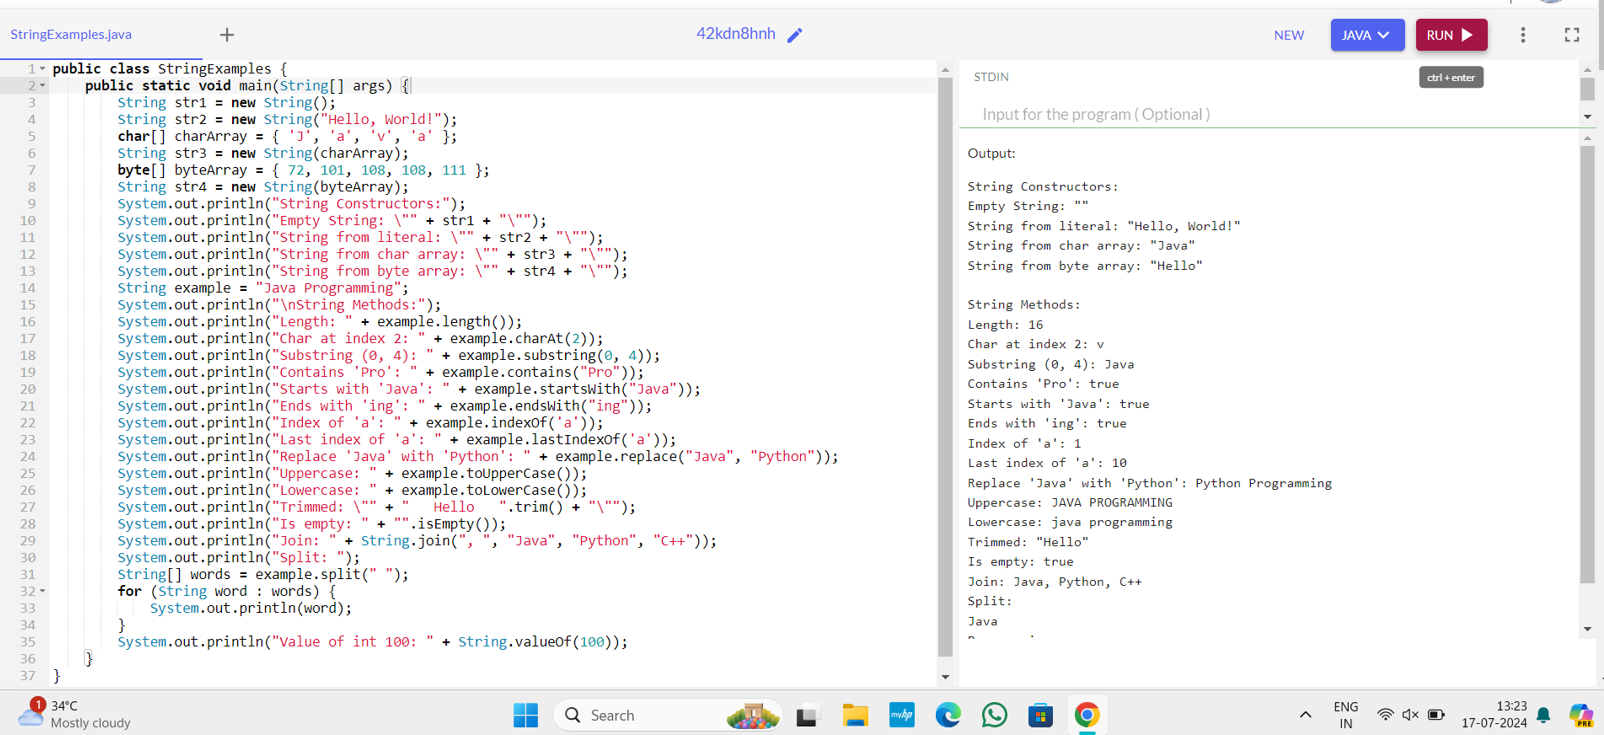 StringExamples.java
+
42kdn8hnh
NEW
JAVA
RUN
ctrl + enter
1 public class StringExamples {
2 public static void main(String[] args) {
3 String str1 = new String();
4 String str2 = new String("Hello, World!");
5 char[] charArray = { 'J', 'a', 'v', 'a' };
6 String str3 = new String(charArray);
7 byte[] byteArray = { 72, 101, 108, 108, 111 };
8 String str4 = new String(byteArray);
9 System.out.println("String Constructors:");
10 System.out.println("Empty String: \"" + str1 + "\"");
11 System.out.println("String from literal: \"" + str2 + "\"");
12 System.out.println("String from char array: \"" + str3 + "\"");
13 System.out.println("String from byte array: \"" + str4 + "\"");
14 String example = "Java Programming";
15 System.out.println("\nString Methods:");
16 System.out.println("Length: " + example.length());
17 System.out.println("Char at index 2: " + example.charAt(2));
18 System.out.println("Substring (0, 4): " + example.substring(0, 4));
19 System.out.println("Contains 'Pro': " + example.contains("Pro"));
20 System.out.println("Starts with 'Java': " + example.startsWith("Java"));
21 System.out.println("Ends with 'ing': " + example.endsWith("ing"));
22 System.out.println("Index of 'a': " + example.indexOf('a'));
23 System.out.println("Last index of 'a': " + example.lastIndexOf('a'));
24 System.out.println("Replace 'Java' with 'Python': " + example.replace("Java", "Python"));
25 System.out.println("Uppercase: " + example.toUpperCase());
26 System.out.println("Lowercase: " + example.toLowerCase());
27 System.out.println("Trimmed: \"" + "   Hello   ".trim() + "\"");
28 System.out.println("Is empty: " + "".isEmpty());
29 System.out.println("Join: " + String.join(", ", "Java", "Python", "C++"));
30 System.out.println("Split: ");
31 String[] words = example.split(" ");
32 for (String word : words) {
33 System.out.println(word);
34 }
35 System.out.println("Value of int 100: " + String.valueOf(100));
36 }
37 }
STDIN
Input for the program ( Optional )
Output:
String Constructors:
Empty String: ""
String from literal: "Hello, World!"
String from char array: "Java"
String from byte array: "Hello"
String Methods:
Length: 16
Char at index 2: v
Substring (0, 4): Java
Contains 'Pro': true
Starts with 'Java': true
Ends with 'ing': true
Index of 'a': 1
Last index of 'a': 10
Replace 'Java' with 'Python': Python Programming
Uppercase: JAVA PROGRAMMING
Lowercase: java programming
Trimmed: "Hello"
Is empty: true
Join: Java, Python, C++
Split:
Java
1
34°C
Mostly cloudy
Search
myhp
ENG
IN
13:23
17-07-2024
PRE